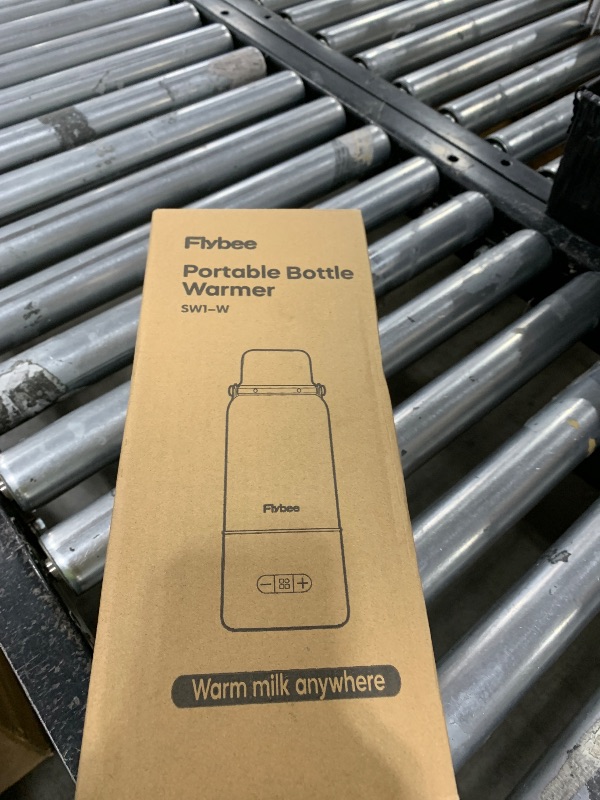 Flybee
Portable Bottle
Warmer
SW1-W
Flybee
Warm milk anywhere